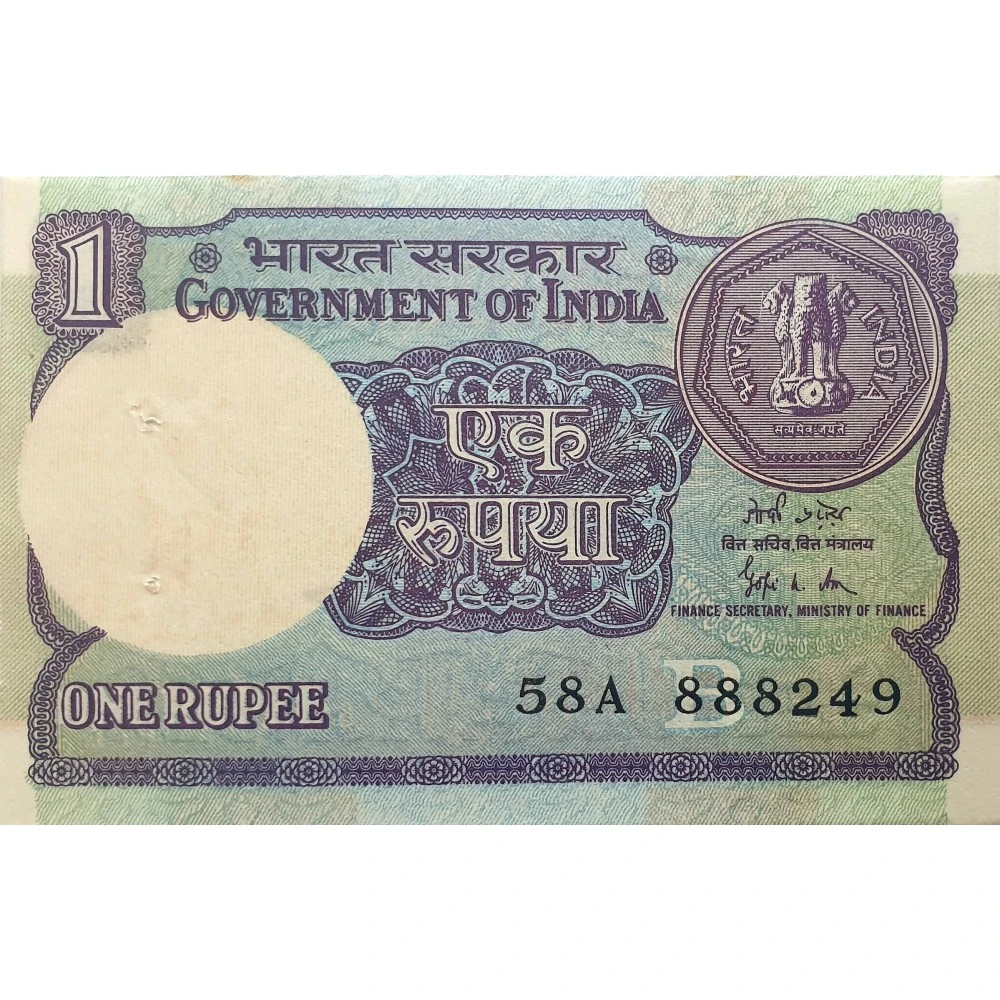 1
भारत सरकार
GOVERNMENT OF INDIA
भारत
INDIA
सत्यमेव जयते
एक
रुपया
वित्त सचिव, वित्त मंत्रालय
FINANCE SECRETARY, MINISTRY OF FINANCE
B
ONE RUPEE
58A 888249